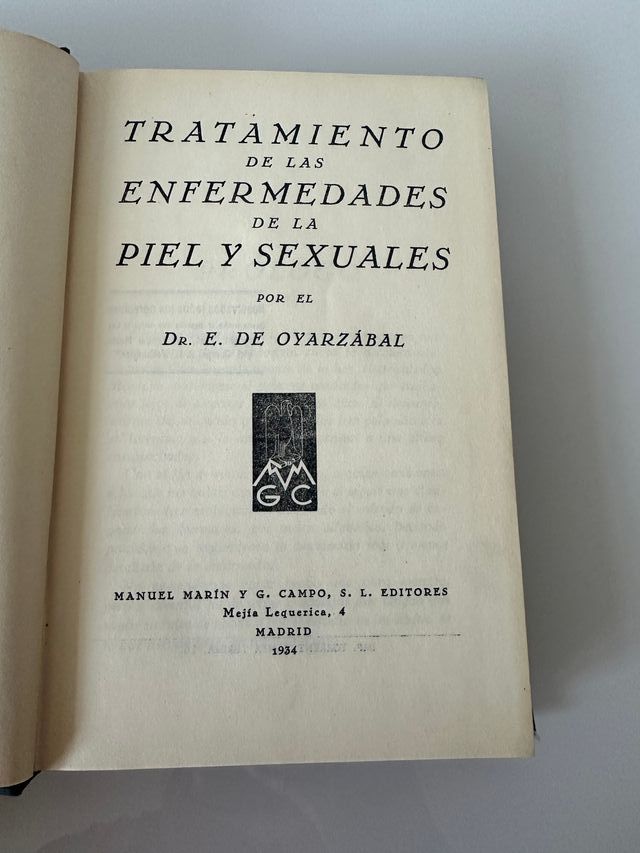 TRATAMIENTO
DE LAS
ENFERMEDADES
DE LA
PIEL Y SEXUALES
POR EL
DR. E. DE OYARZÁBAL
MM
GC
MANUEL MARÍN Y G. CAMPO, S. L. EDITORES
Mejía Lequerica, 4
MADRID
1934